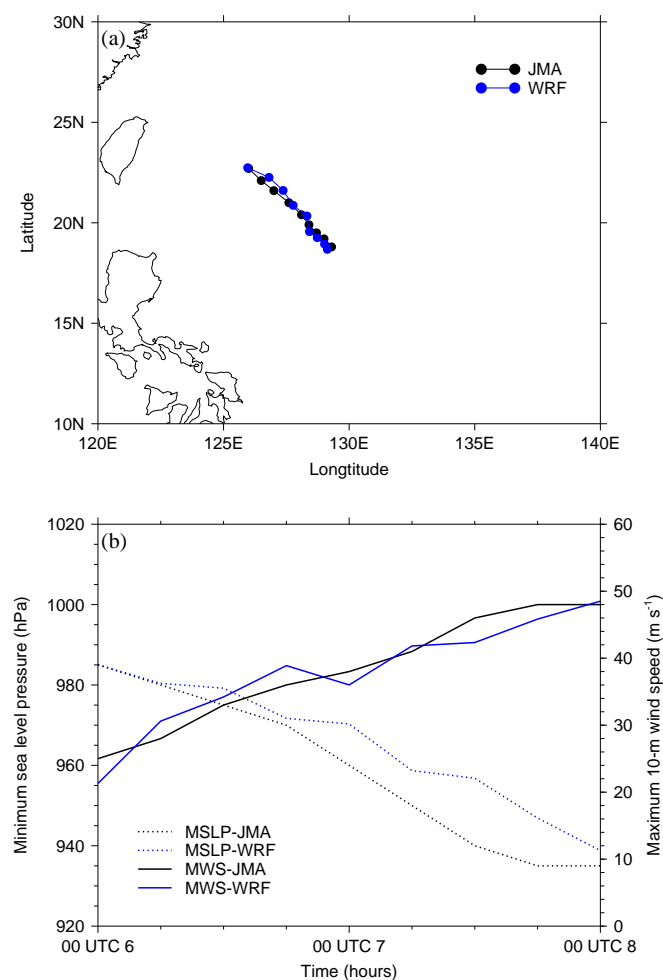 30N
(a)
JMA
WRF
25N
20N
15N
10N
Latitude
120E 125E 130E 135E 140E
Longtitude
1020 60
(b)
1000 50
980 40
30
960
20
940 10
920 0
Minimum sea level pressure (hPa)
Maximum 10-m wind speed (m s-1)
MSLP-JMA
MSLP-WRF
MWS-JMA
MWS-WRF
00 UTC 6 00 UTC 7 00 UTC 8
Time (hours)